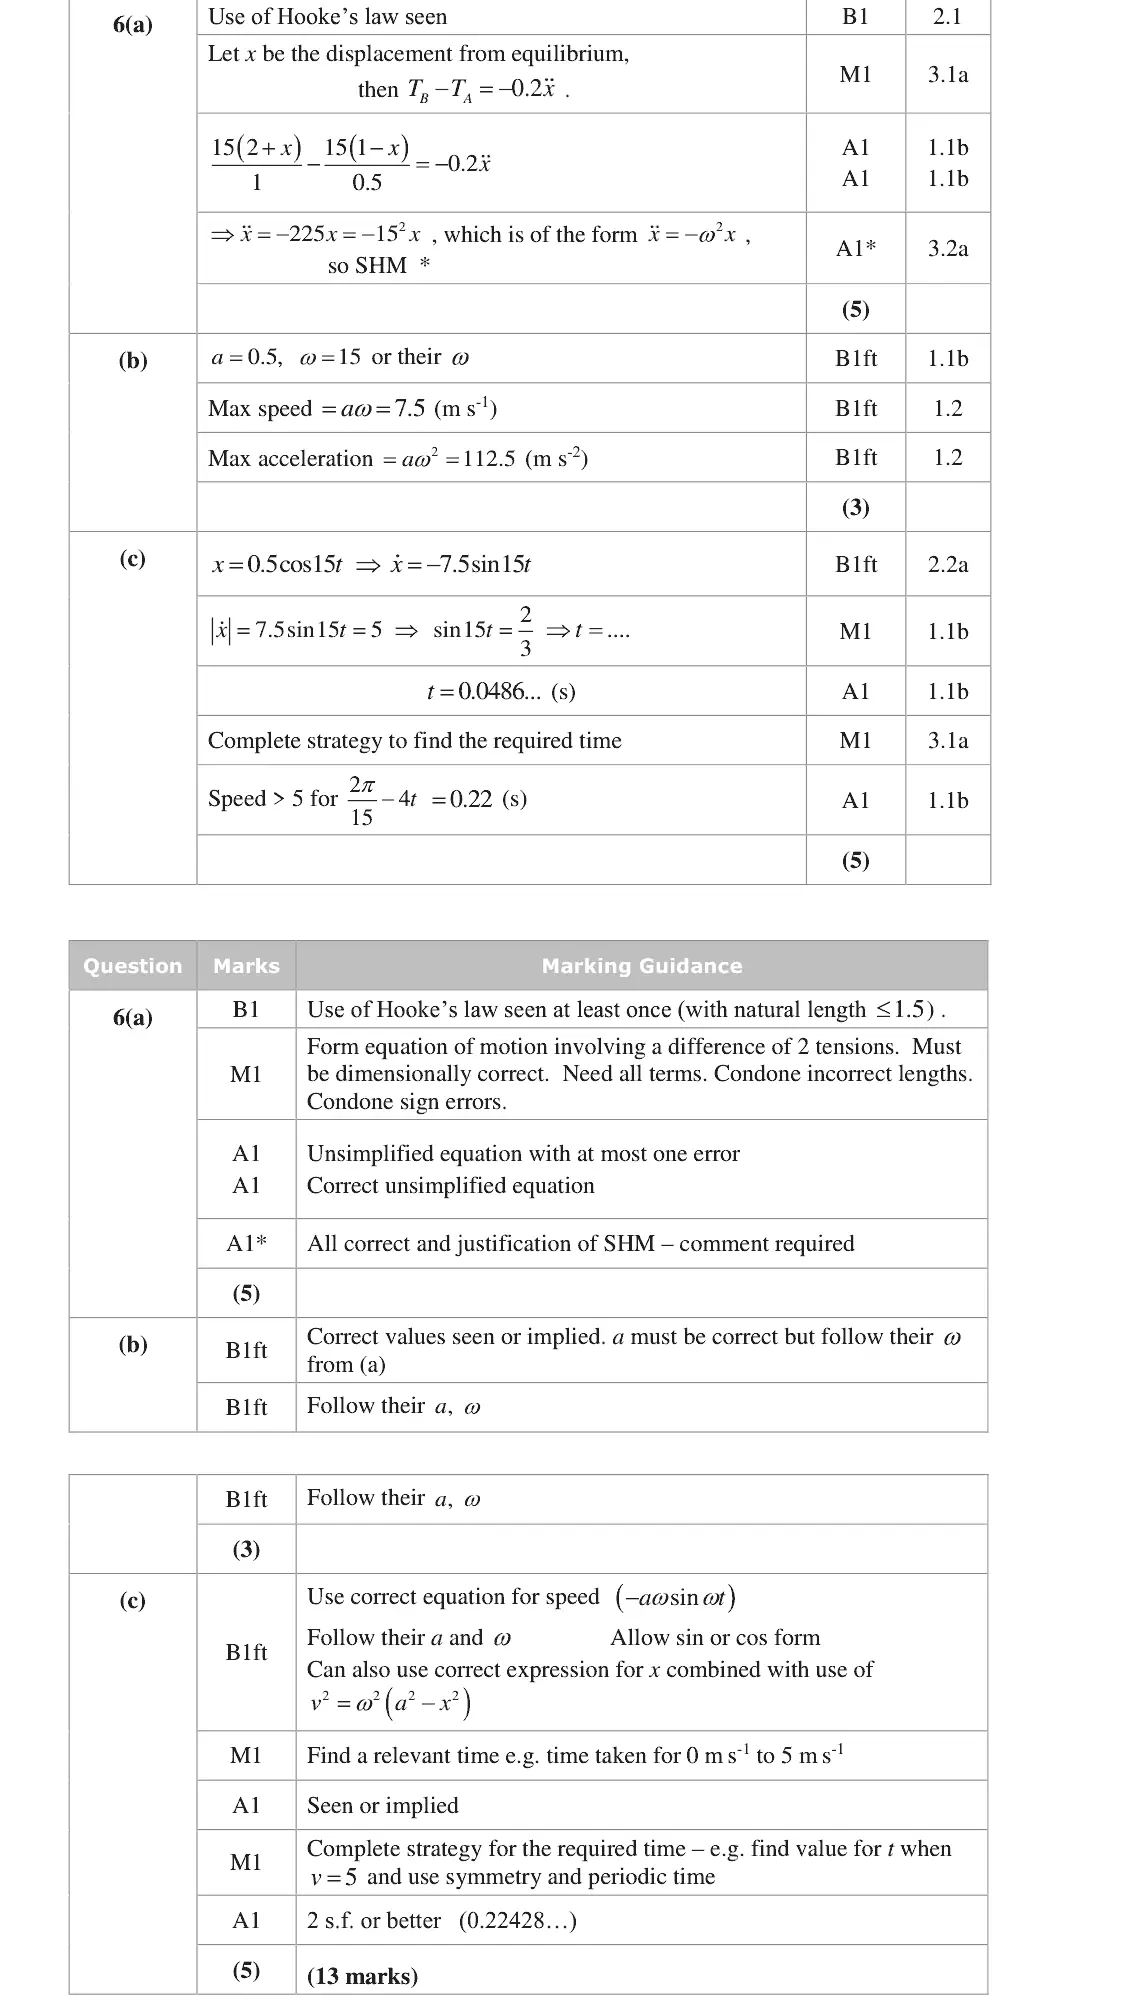 6(a)
Use of Hooke's law seen
B1
2.1
Let x be the displacement from equilibrium,
then T_B – T_A = –0.2ẍ .
M1
3.1a
15(2+x)/1 – 15(1–x)/0.5 = –0.2ẍ
A1
1.1b
A1
1.1b
⇒ ẍ = –225x = –15²x , which is of the form ẍ = –ω²x ,
so SHM *
A1*
3.2a
(5)
(b)
a = 0.5, ω = 15 or their ω
B1ft
1.1b
Max speed = aω = 7.5 (m s⁻¹)
B1ft
1.2
Max acceleration = aω² = 112.5 (m s⁻²)
B1ft
1.2
(3)
(c)
x = 0.5cos15t ⇒ ẋ = –7.5sin15t
B1ft
2.2a
|ẋ| = 7.5sin15t = 5 ⇒ sin15t = 2/3 ⇒ t = ....
M1
1.1b
t = 0.0486... (s)
A1
1.1b
Complete strategy to find the required time
M1
3.1a
Speed > 5 for 2π/15 – 4t = 0.22 (s)
A1
1.1b
(5)
Question Marks Marking Guidance
6(a)
B1
Use of Hooke's law seen at least once (with natural length ≤1.5) .
M1
Form equation of motion involving a difference of 2 tensions. Must
be dimensionally correct. Need all terms. Condone incorrect lengths.
Condone sign errors.
A1
Unsimplified equation with at most one error
A1
Correct unsimplified equation
A1*
All correct and justification of SHM – comment required
(5)
(b)
B1ft
Correct values seen or implied. a must be correct but follow their ω
from (a)
B1ft
Follow their a, ω
B1ft
Follow their a, ω
(3)
(c)
B1ft
Use correct equation for speed (–aω sin ωt)
Follow their a and ω Allow sin or cos form
Can also use correct expression for x combined with use of
v² = ω²(a² – x²)
M1
Find a relevant time e.g. time taken for 0 m s⁻¹ to 5 m s⁻¹
A1
Seen or implied
M1
Complete strategy for the required time – e.g. find value for t when
v = 5 and use symmetry and periodic time
A1
2 s.f. or better (0.22428…)
(5)
(13 marks)